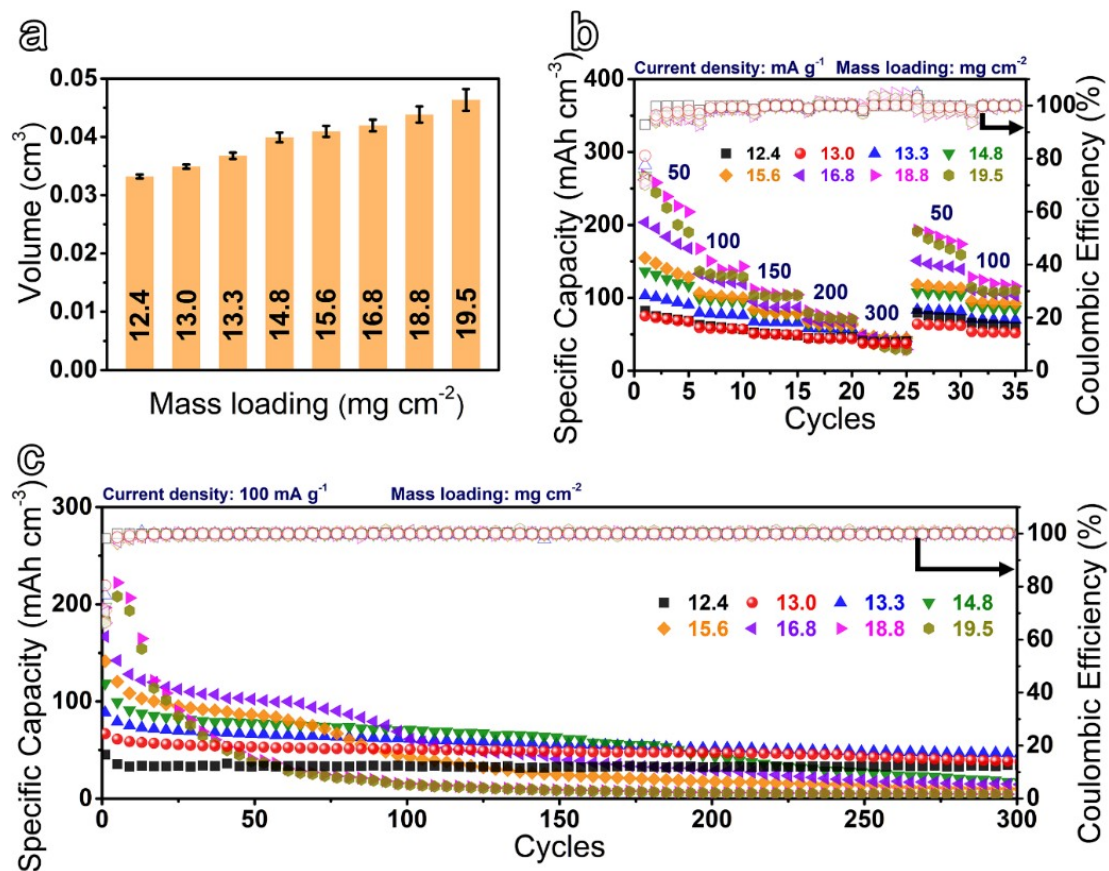 a
Volume (cm³)
0.05
0.04
0.03
0.02
0.01
0.00
12.4
13.0
13.3
14.8
15.6
16.8
18.8
19.5
Mass loading (mg cm⁻²)
b
Current density: mA g⁻¹ Mass loading: mg cm⁻²
Specific Capacity (mAh cm⁻³)
400
300
200
100
0
12.4 13.0 13.3 14.8
15.6 16.8 18.8 19.5
50
100
150
200
300
50
100
100
80
60
40
20
0
Coulombic Efficiency (%)
0 5 10 15 20 25 30 35
Cycles
c
Current density: 100 mA g⁻¹ Mass loading: mg cm⁻²
Specific Capacity (mAh cm⁻³)
300
200
100
0
12.4 13.0 13.3 14.8
15.6 16.8 18.8 19.5
100
80
60
40
20
0
Coulombic Efficiency (%)
0 50 100 150 200 250 300
Cycles